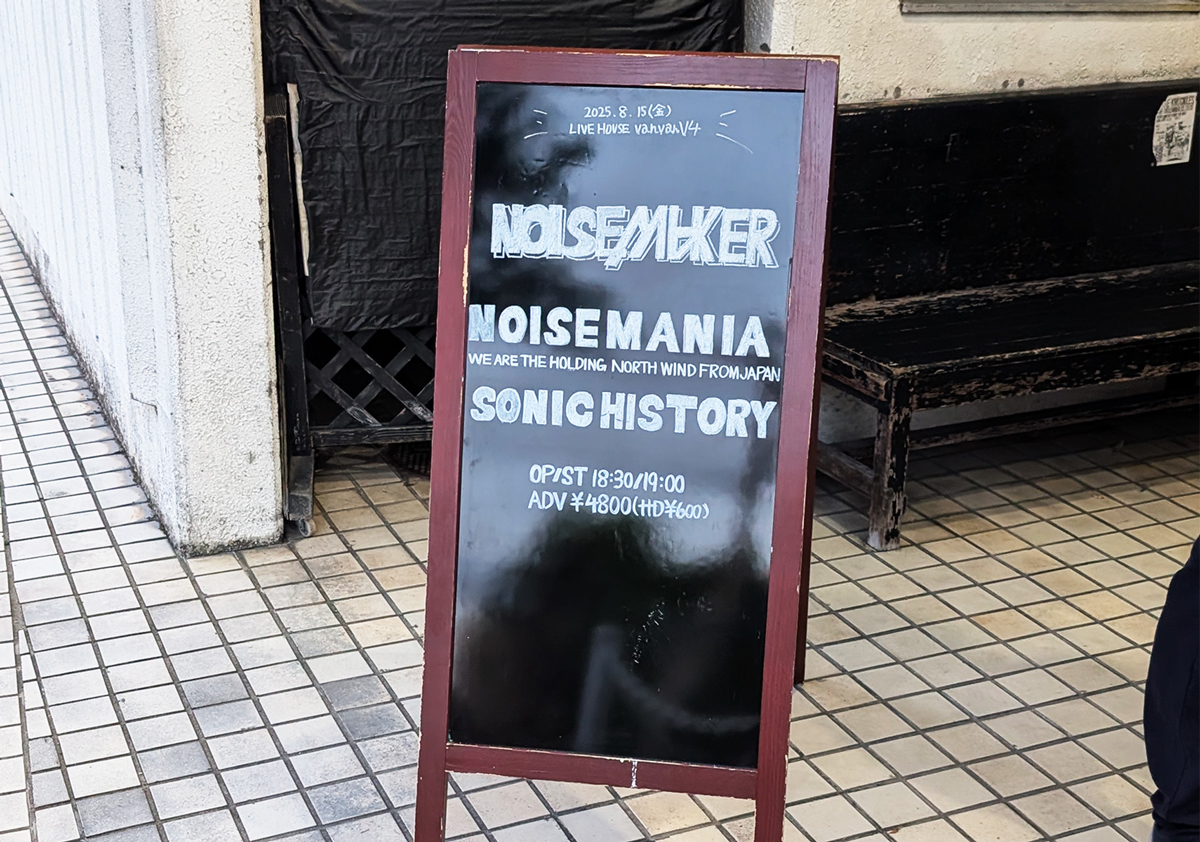 2025.8.15(金)
LIVE HOUSE vanvanV4
NOISEMAKER
NOISEMANIA
WE ARE THE HOLDING NORTH WIND FROM JAPAN
SONIC HISTORY
OP/ST 18:30/19:00
ADV ¥4800(+1D¥600)